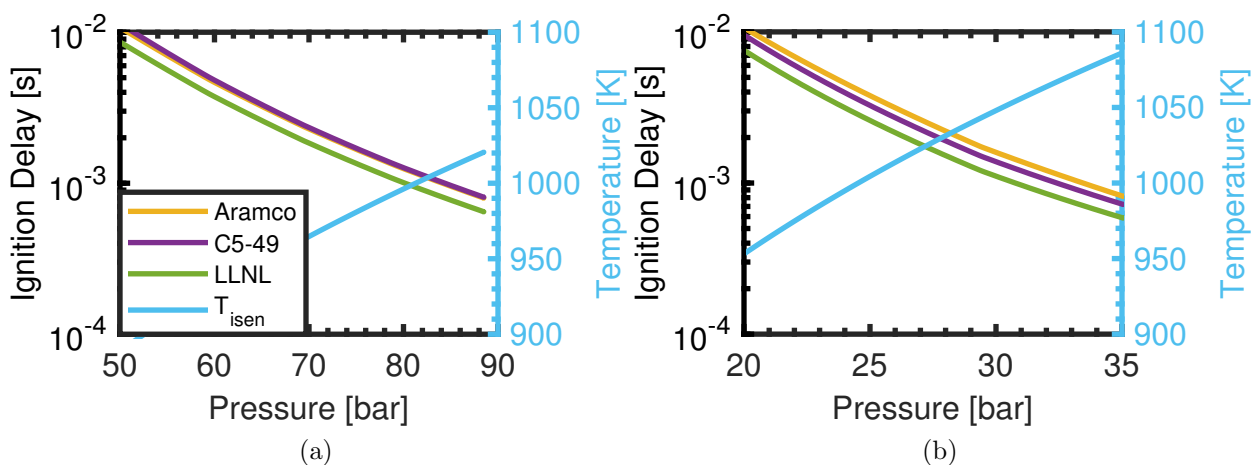 10^-2
10^-3
10^-4
Ignition Delay [s]
Aramco
C5-49
LLNL
T_isen
1100
1050
1000
950
900
Temperature [K]
50 60 70 80 90
Pressure [bar]
(a)
10^-2
10^-3
10^-4
Ignition Delay [s]
1100
1050
1000
950
900
Temperature [K]
20 25 30 35
Pressure [bar]
(b)